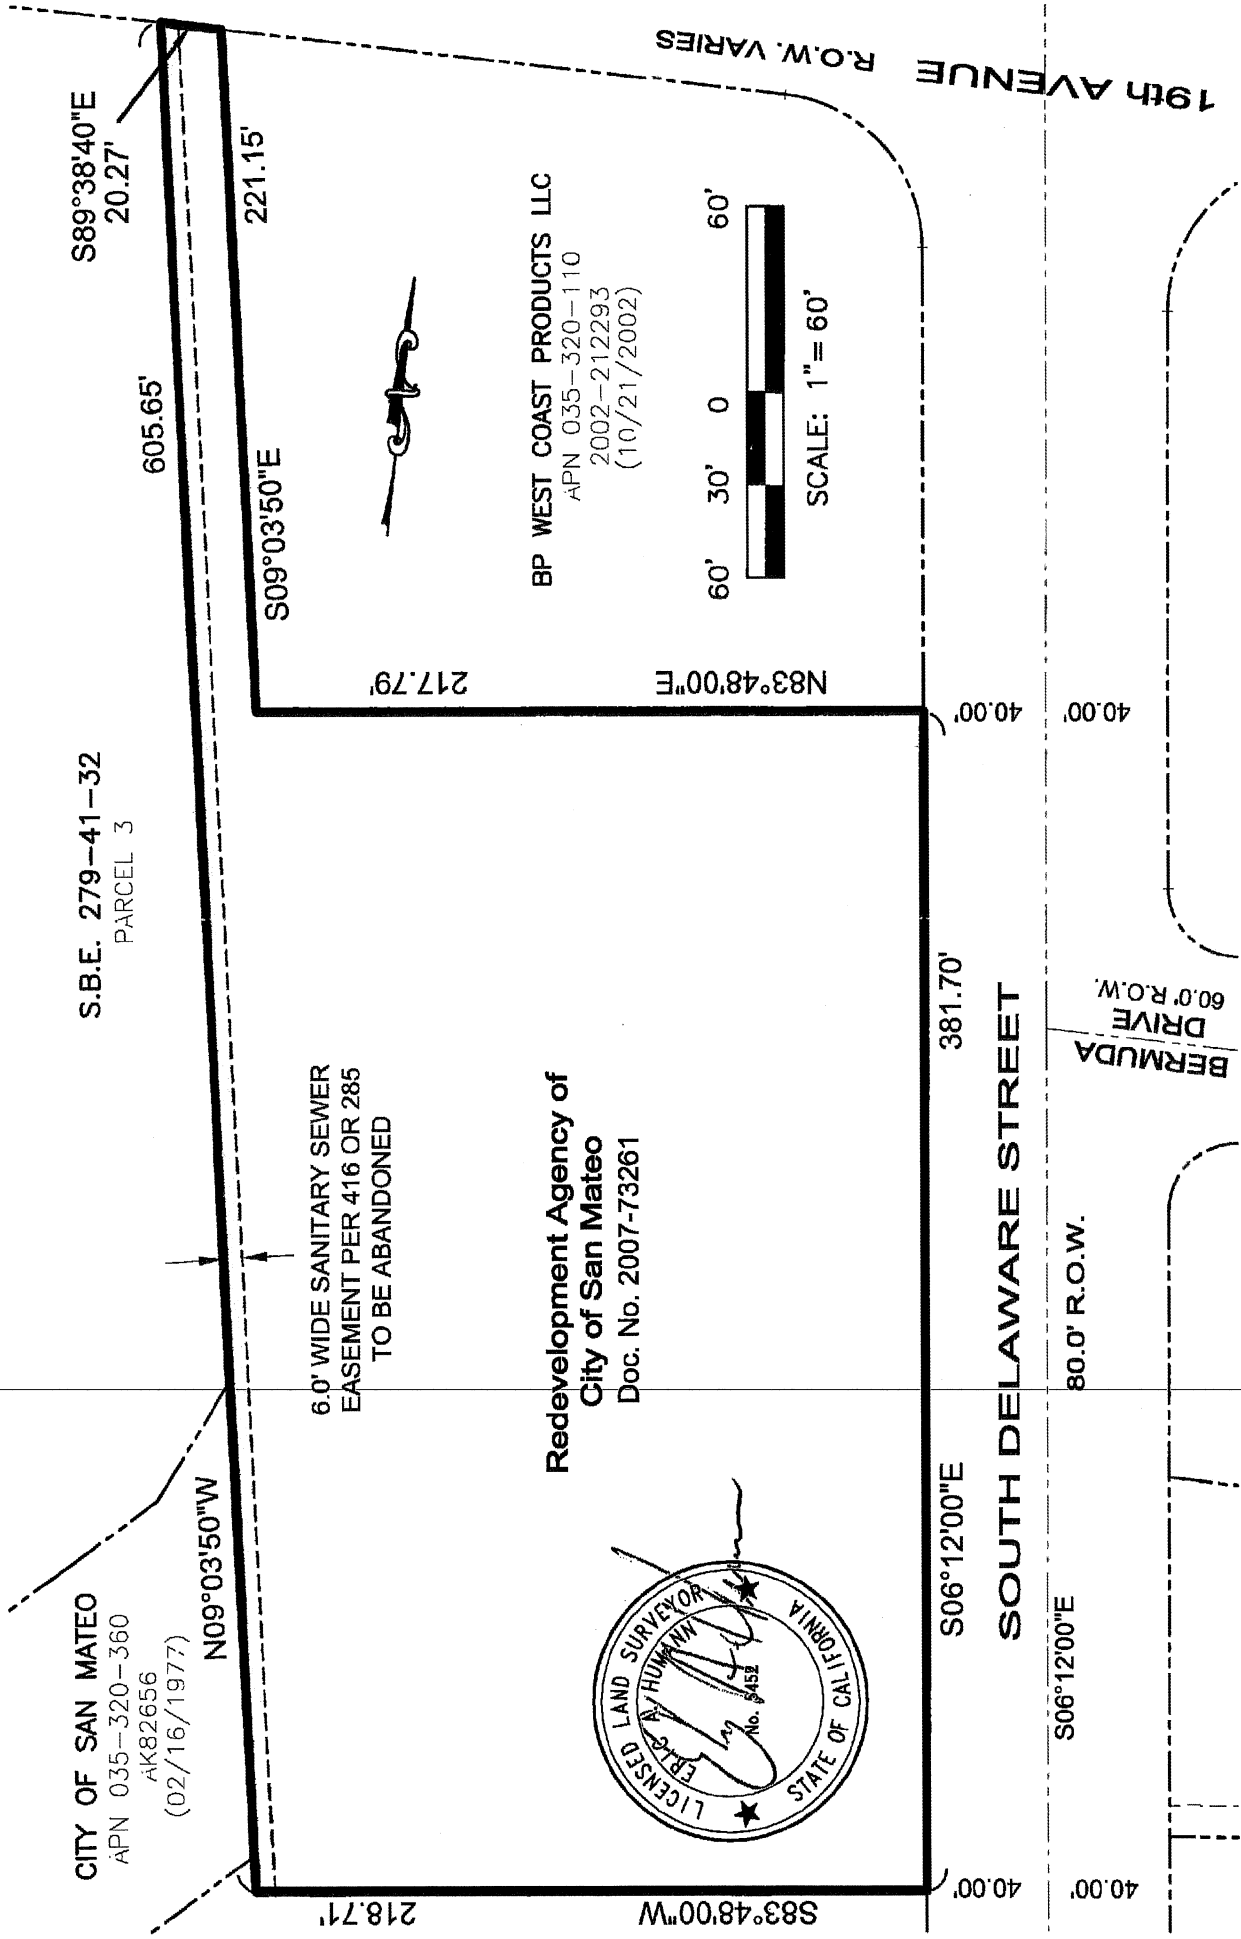 CITY OF SAN MATEO
APN 035-320-360
AK82656
(02/16/1977)
S.B.E. 279-41-32
PARCEL 3
S89°38'40"E
20.27'
N09°03'50"W
605.65'
221.15'
S09°03'50"E
6.0' WIDE SANITARY SEWER
EASEMENT PER 416 OR 285
TO BE ABANDONED
217.79'
N83°48'00"E
218.71'
S83°48'00"W
Redevelopment Agency of
City of San Mateo
Doc. No. 2007-73261
BP WEST COAST PRODUCTS LLC
APN 035-320-110
2002-212293
(10/21/2002)
60'
30'
0
60'
SCALE: 1"= 60'
LICENSED LAND SURVEYOR
ERIC A. HUMANN
No. 5452
STATE OF CALIFORNIA
S06°12'00"E
381.70'
40.00'
40.00'
40.00'
40.00'
SOUTH DELAWARE STREET
S06°12'00"E
80.0' R.O.W.
BERMUDA
DRIVE
60.0' R.O.W.
19th AVENUE
R.O.W. VARIES